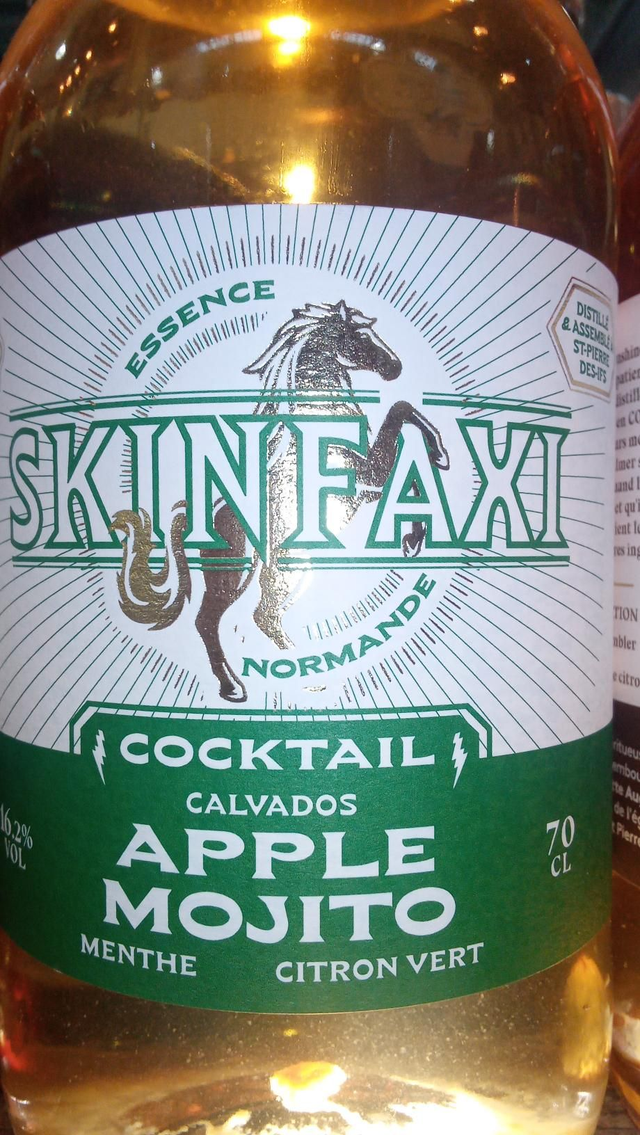 ESSENCE
SKINFAXI
NORMANDE
DISTILLÉ
& ASSEMBLÉ
ST-PIERRE
DES-IFS
COCKTAIL
CALVADOS
APPLE
MOJITO
MENTHE
CITRON VERT
16.2%
VOL
70
CL